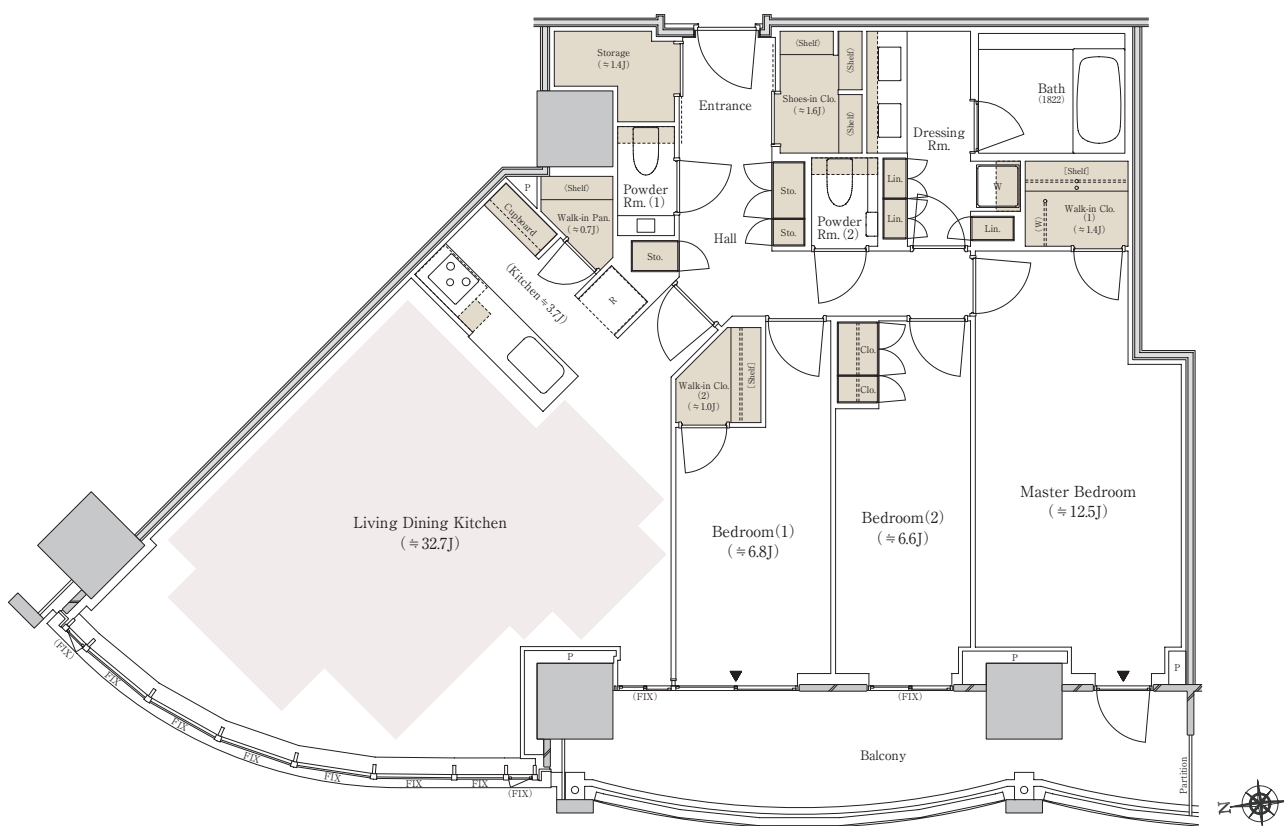 Storage
(≒1.4J)
Entrance
(Shelf)
(Shelf)
Shoes-in Clo.
(≒1.6J)
(Shelf)
Dressing
Rm.
Bath
(1822)
P
(Shelf)
Walk-in Pan.
(≒0.7J)
Powder
Rm. (1)
Cupboard
Sto.
Sto.
Sto.
Hall
Powder
Rm. (2)
Lin.
Lin.
Lin.
W
[Shelf]
Walk-in Clo.
(1)
(≒1.4J)
(W)
(Kitchen≒3.7J)
R
Walk-in Clo.
(2)
(≒1.0J)
[Shelf]
Clo.
Clo.
Living Dining Kitchen
(≒32.7J)
Bedroom(1)
(≒6.8J)
Bedroom(2)
(≒6.6J)
Master Bedroom
(≒12.5J)
P
P
P
(FIX)
FIX
FIX
FIX
FIX
FIX
FIX
(FIX)
(FIX)
(FIX)
Balcony
Partition
N